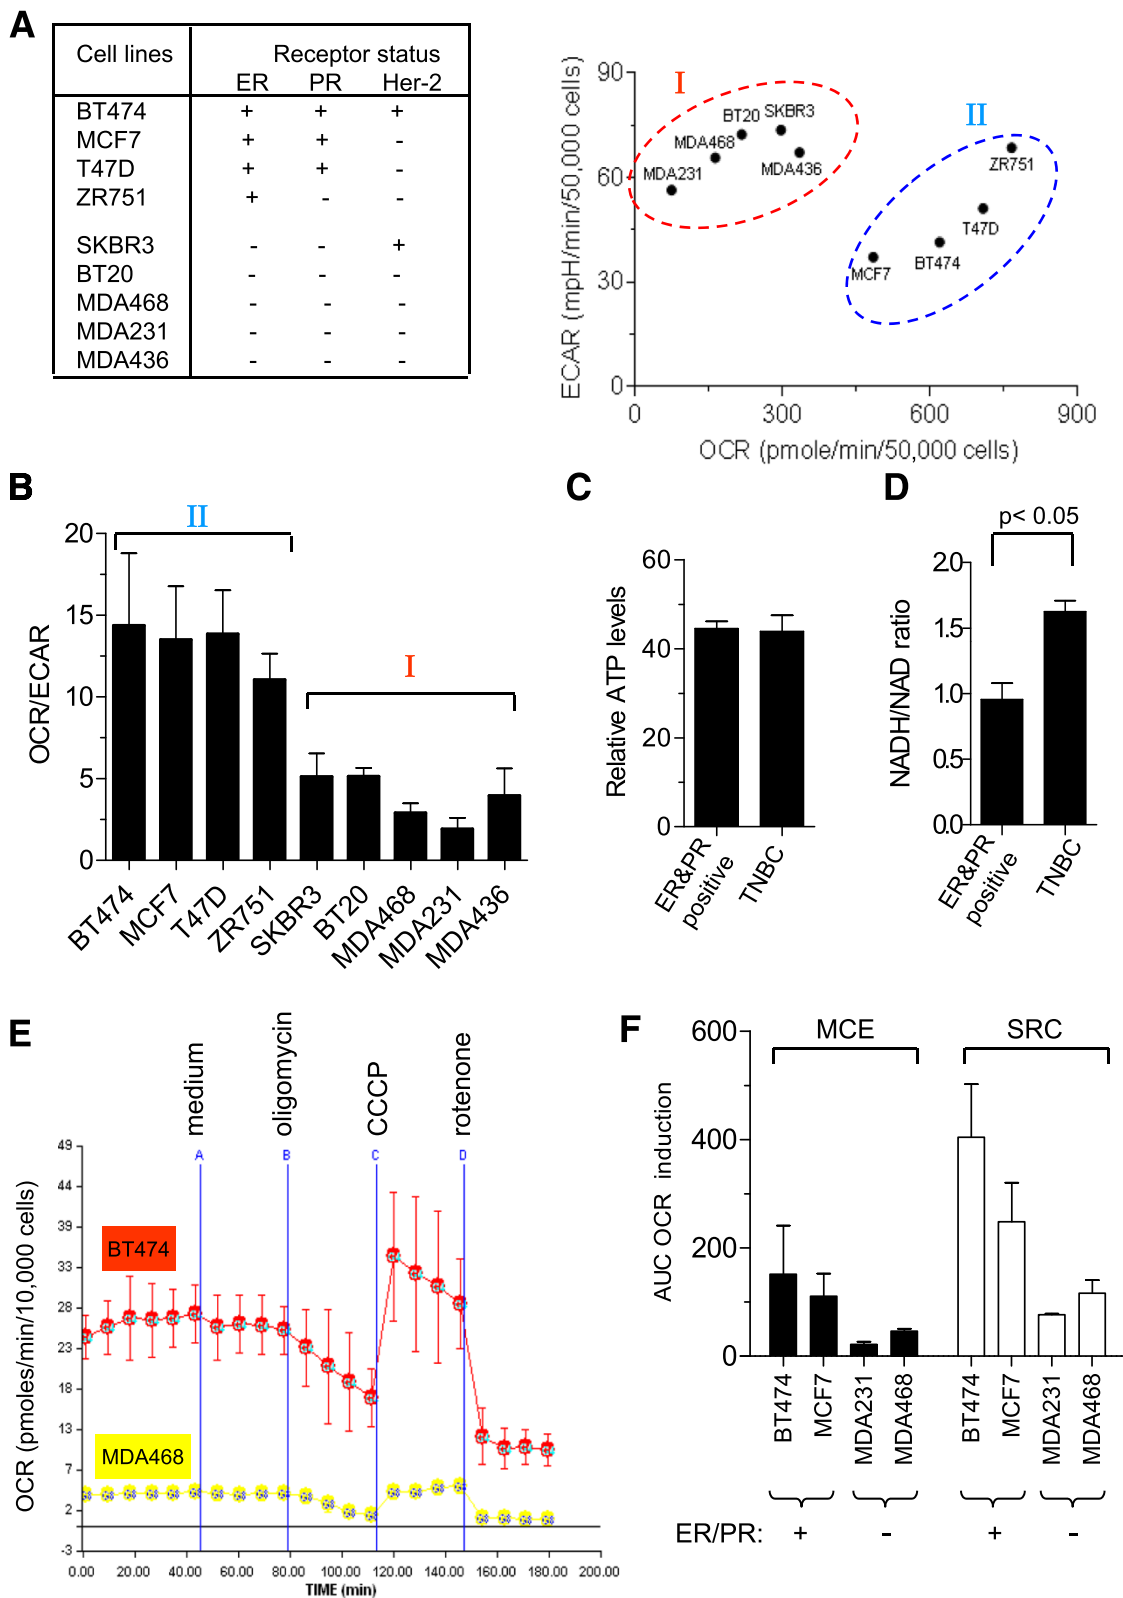 A
Cell lines Receptor status
ER PR Her-2
BT474 + + +
MCF7 + + -
T47D + + -
ZR751 + - -
SKBR3 - - +
BT20 - - -
MDA468 - - -
MDA231 - - -
MDA436 - - -
ECAR (mpH/min/50,000 cells)
90
60
30
0
0 300 600 900
OCR (pmole/min/50,000 cells)
I
II
BT20 SKBR3
MDA468
MDA436
MDA231
ZR751
T47D
BT474
MCF7
B
OCR/ECAR
20
15
10
5
0
II
I
BT474 MCF7 T47D ZR751 SKBR3 BT20 MDA468 MDA231 MDA436
C
Relative ATP levels
60
40
20
0
ER&PR positive TNBC
D
p< 0.05
NADH/NAD ratio
2.0
1.5
1.0
0.5
0.0
ER&PR positive TNBC
E
medium oligomycin CCCP rotenone
A B C D
OCR (pmoles/min/10,000 cells)
49
44
39
33
28
23
18
13
7
2
-3
BT474
MDA468
0.00 20.00 40.00 60.00 80.00 100.00 120.00 140.00 160.00 180.00 200.00
TIME (min)
F
MCE SRC
AUC OCR induction
600
400
200
0
BT474 MCF7 MDA231 MDA468 BT474 MCF7 MDA231 MDA468
ER/PR: + - + -